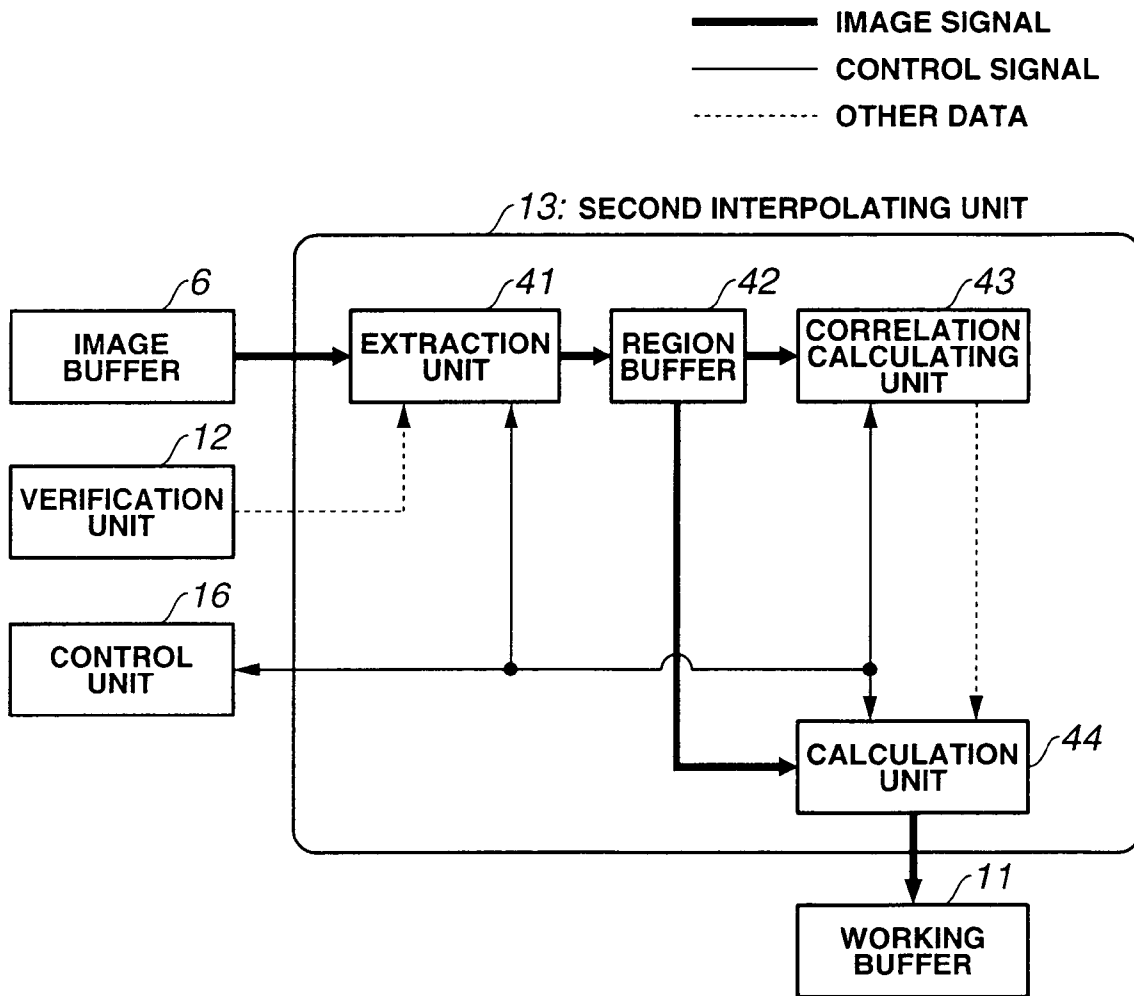 IMAGE SIGNAL
CONTROL SIGNAL
OTHER DATA
13: SECOND INTERPOLATING UNIT
6
41
42
43
IMAGE
BUFFER
EXTRACTION
UNIT
REGION
BUFFER
CORRELATION
CALCULATING
UNIT
12
VERIFICATION
UNIT
16
CONTROL
UNIT
CALCULATION
UNIT
44
11
WORKING
BUFFER